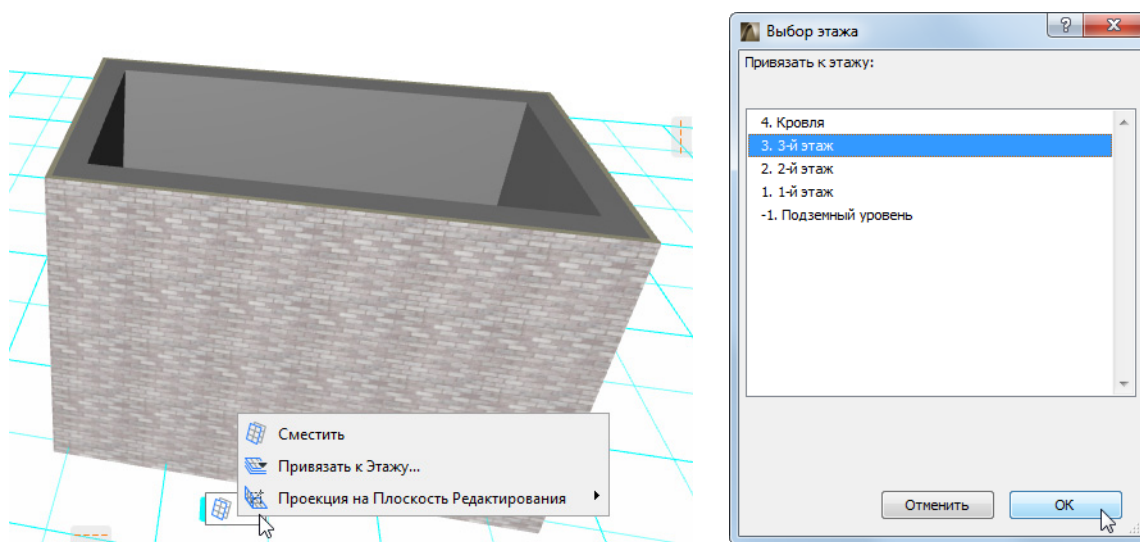 Сместить
Привязать к Этажу...
Проекция на Плоскость Редактирования
Выбор этажа
Привязать к этажу:
4. Кровля
3. 3-й этаж
2. 2-й этаж
1. 1-й этаж
-1. Подземный уровень
Отменить
OK